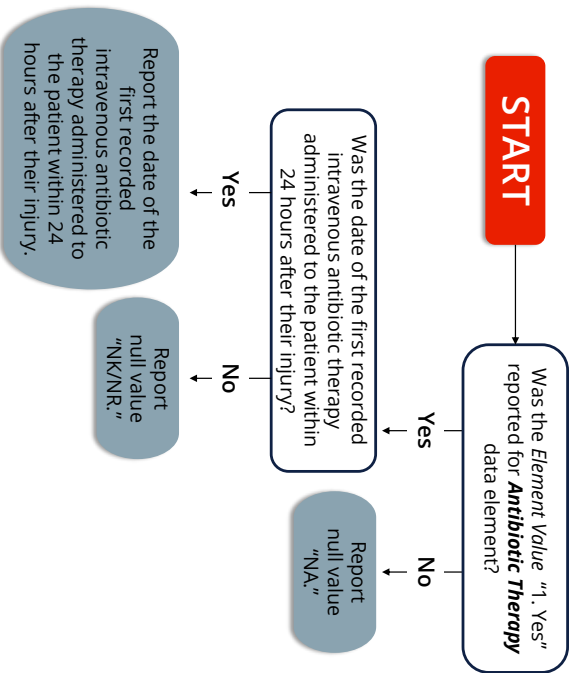 START
Was the Element Value “1. Yes”
reported for Antibiotic Therapy
data element?
Yes
No
Was the date of the first recorded
intravenous antibiotic therapy
administered to the patient within
24 hours after their injury?
Report
null value
“NA.”
Yes
No
Report the date of the
first recorded
intravenous antibiotic
therapy administered to
the patient within 24
hours after their injury.
Report
null value
“NK/NR.”